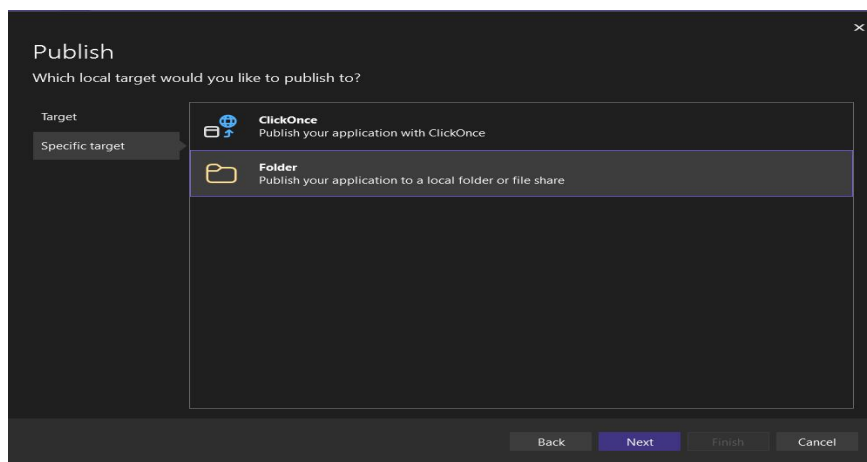 Publish
Which local target would you like to publish to?
Target
Specific target
ClickOnce
Publish your application with ClickOnce
Folder
Publish your application to a local folder or file share
Back
Next
Finish
Cancel